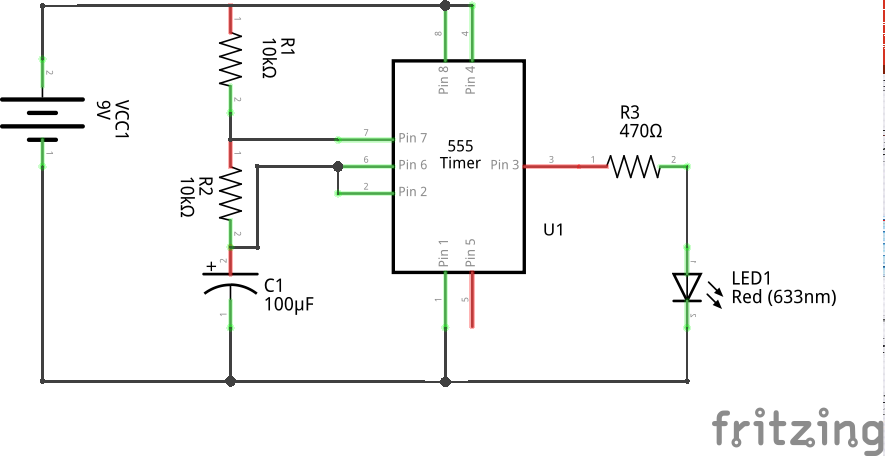 1
8
4
R1
10kΩ
2
Pin 8
Pin 4
2
VCC1
9V
1
7
Pin 7
555
Timer
1
6
Pin 6
Pin 3
3
1
R3
470Ω
2
R2
10kΩ
2
Pin 2
2
U1
Pin 1
Pin 5
+
2
C1
100µF
1
1
5
1
LED1
Red (633nm)
2
fritzing